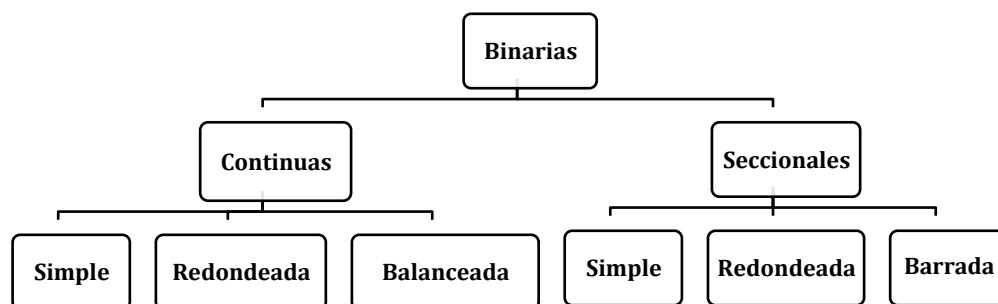 Binarias
Continuas
Seccionales
Simple
Redondeada
Balanceada
Simple
Redondeada
Barrada